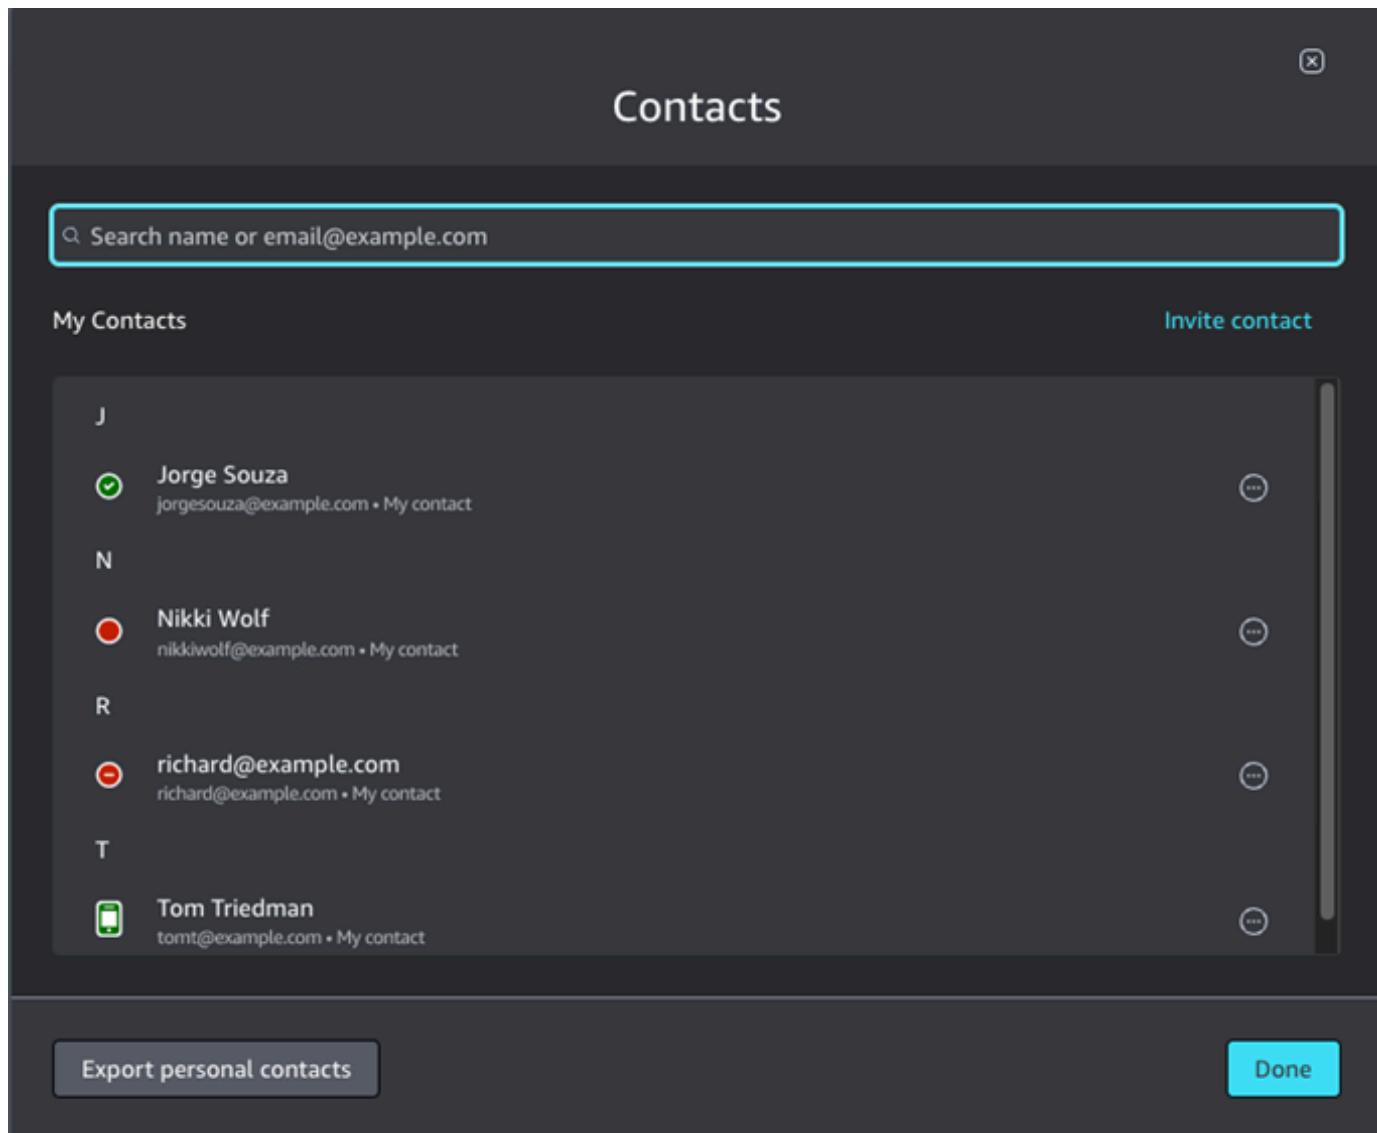 Contacts
Search name or email@example.com
My Contacts
Invite contact
J
Jorge Souza
jorgesouza@example.com • My contact
N
Nikki Wolf
nikkiwolf@example.com • My contact
R
richard@example.com
richard@example.com • My contact
T
Tom Triedman
tomt@example.com • My contact
Export personal contacts
Done